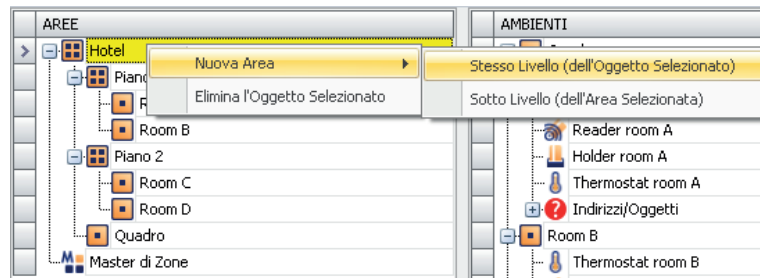 AREE
Hotel
Nuova Area
Elimina l'Oggetto Selezionato
Stesso Livello (dell'Oggetto Selezionato)
Sotto Livello (dell'Area Selezionata)
Room B
Piano 2
Room C
Room D
Quadro
Master di Zone
AMBIENTI
Reader room A
Holder room A
Thermostat room A
Indirizzi/Oggetti
Room B
Thermostat room B